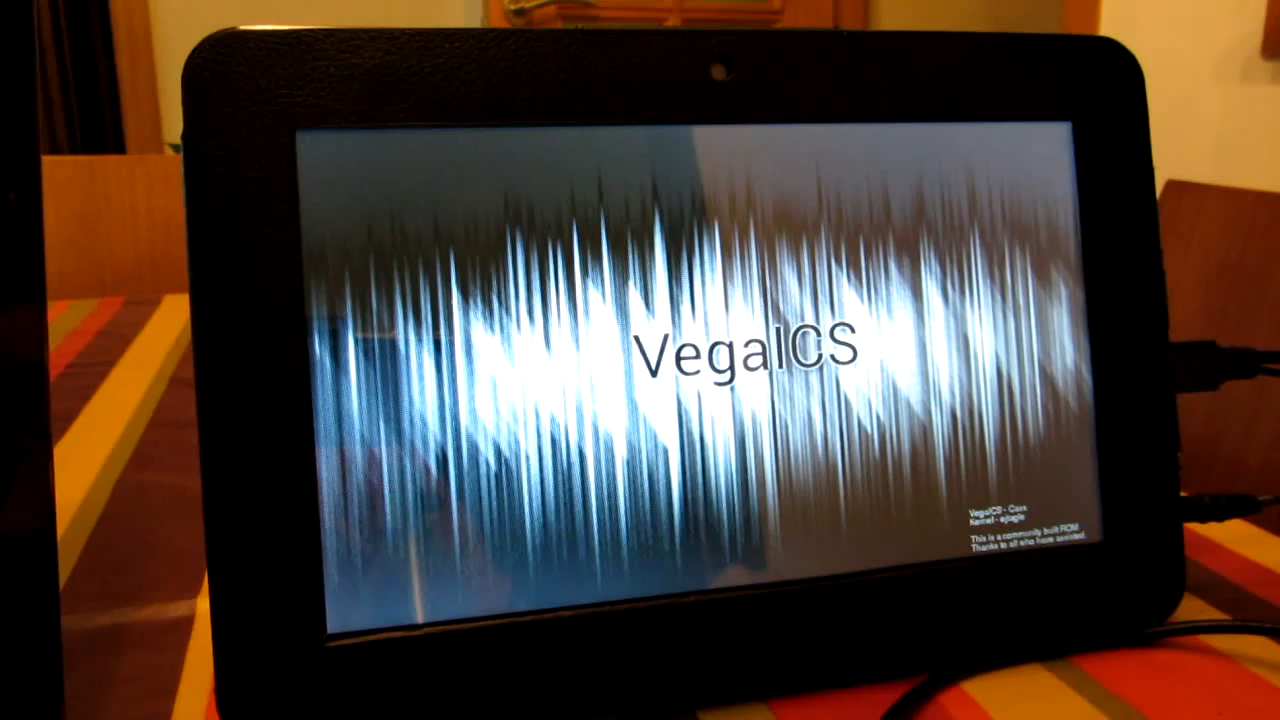 VegaICS
VegaICS - Cass
Kernel - ejtagle
This is a community built ROM
Thanks to all who have assisted